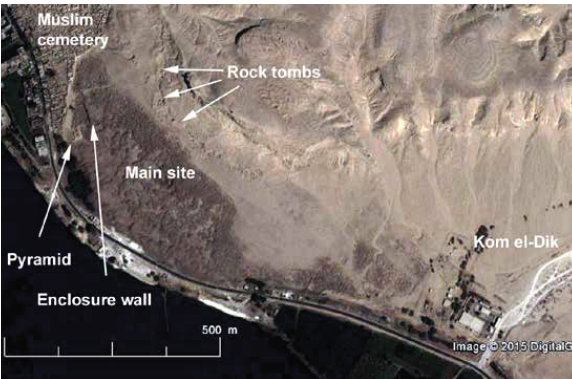 Muslim
cemetery
Rock tombs
Main site
Kom el-Dik
Pyramid
Enclosure wall
500 m
Image © 2015 DigitalG